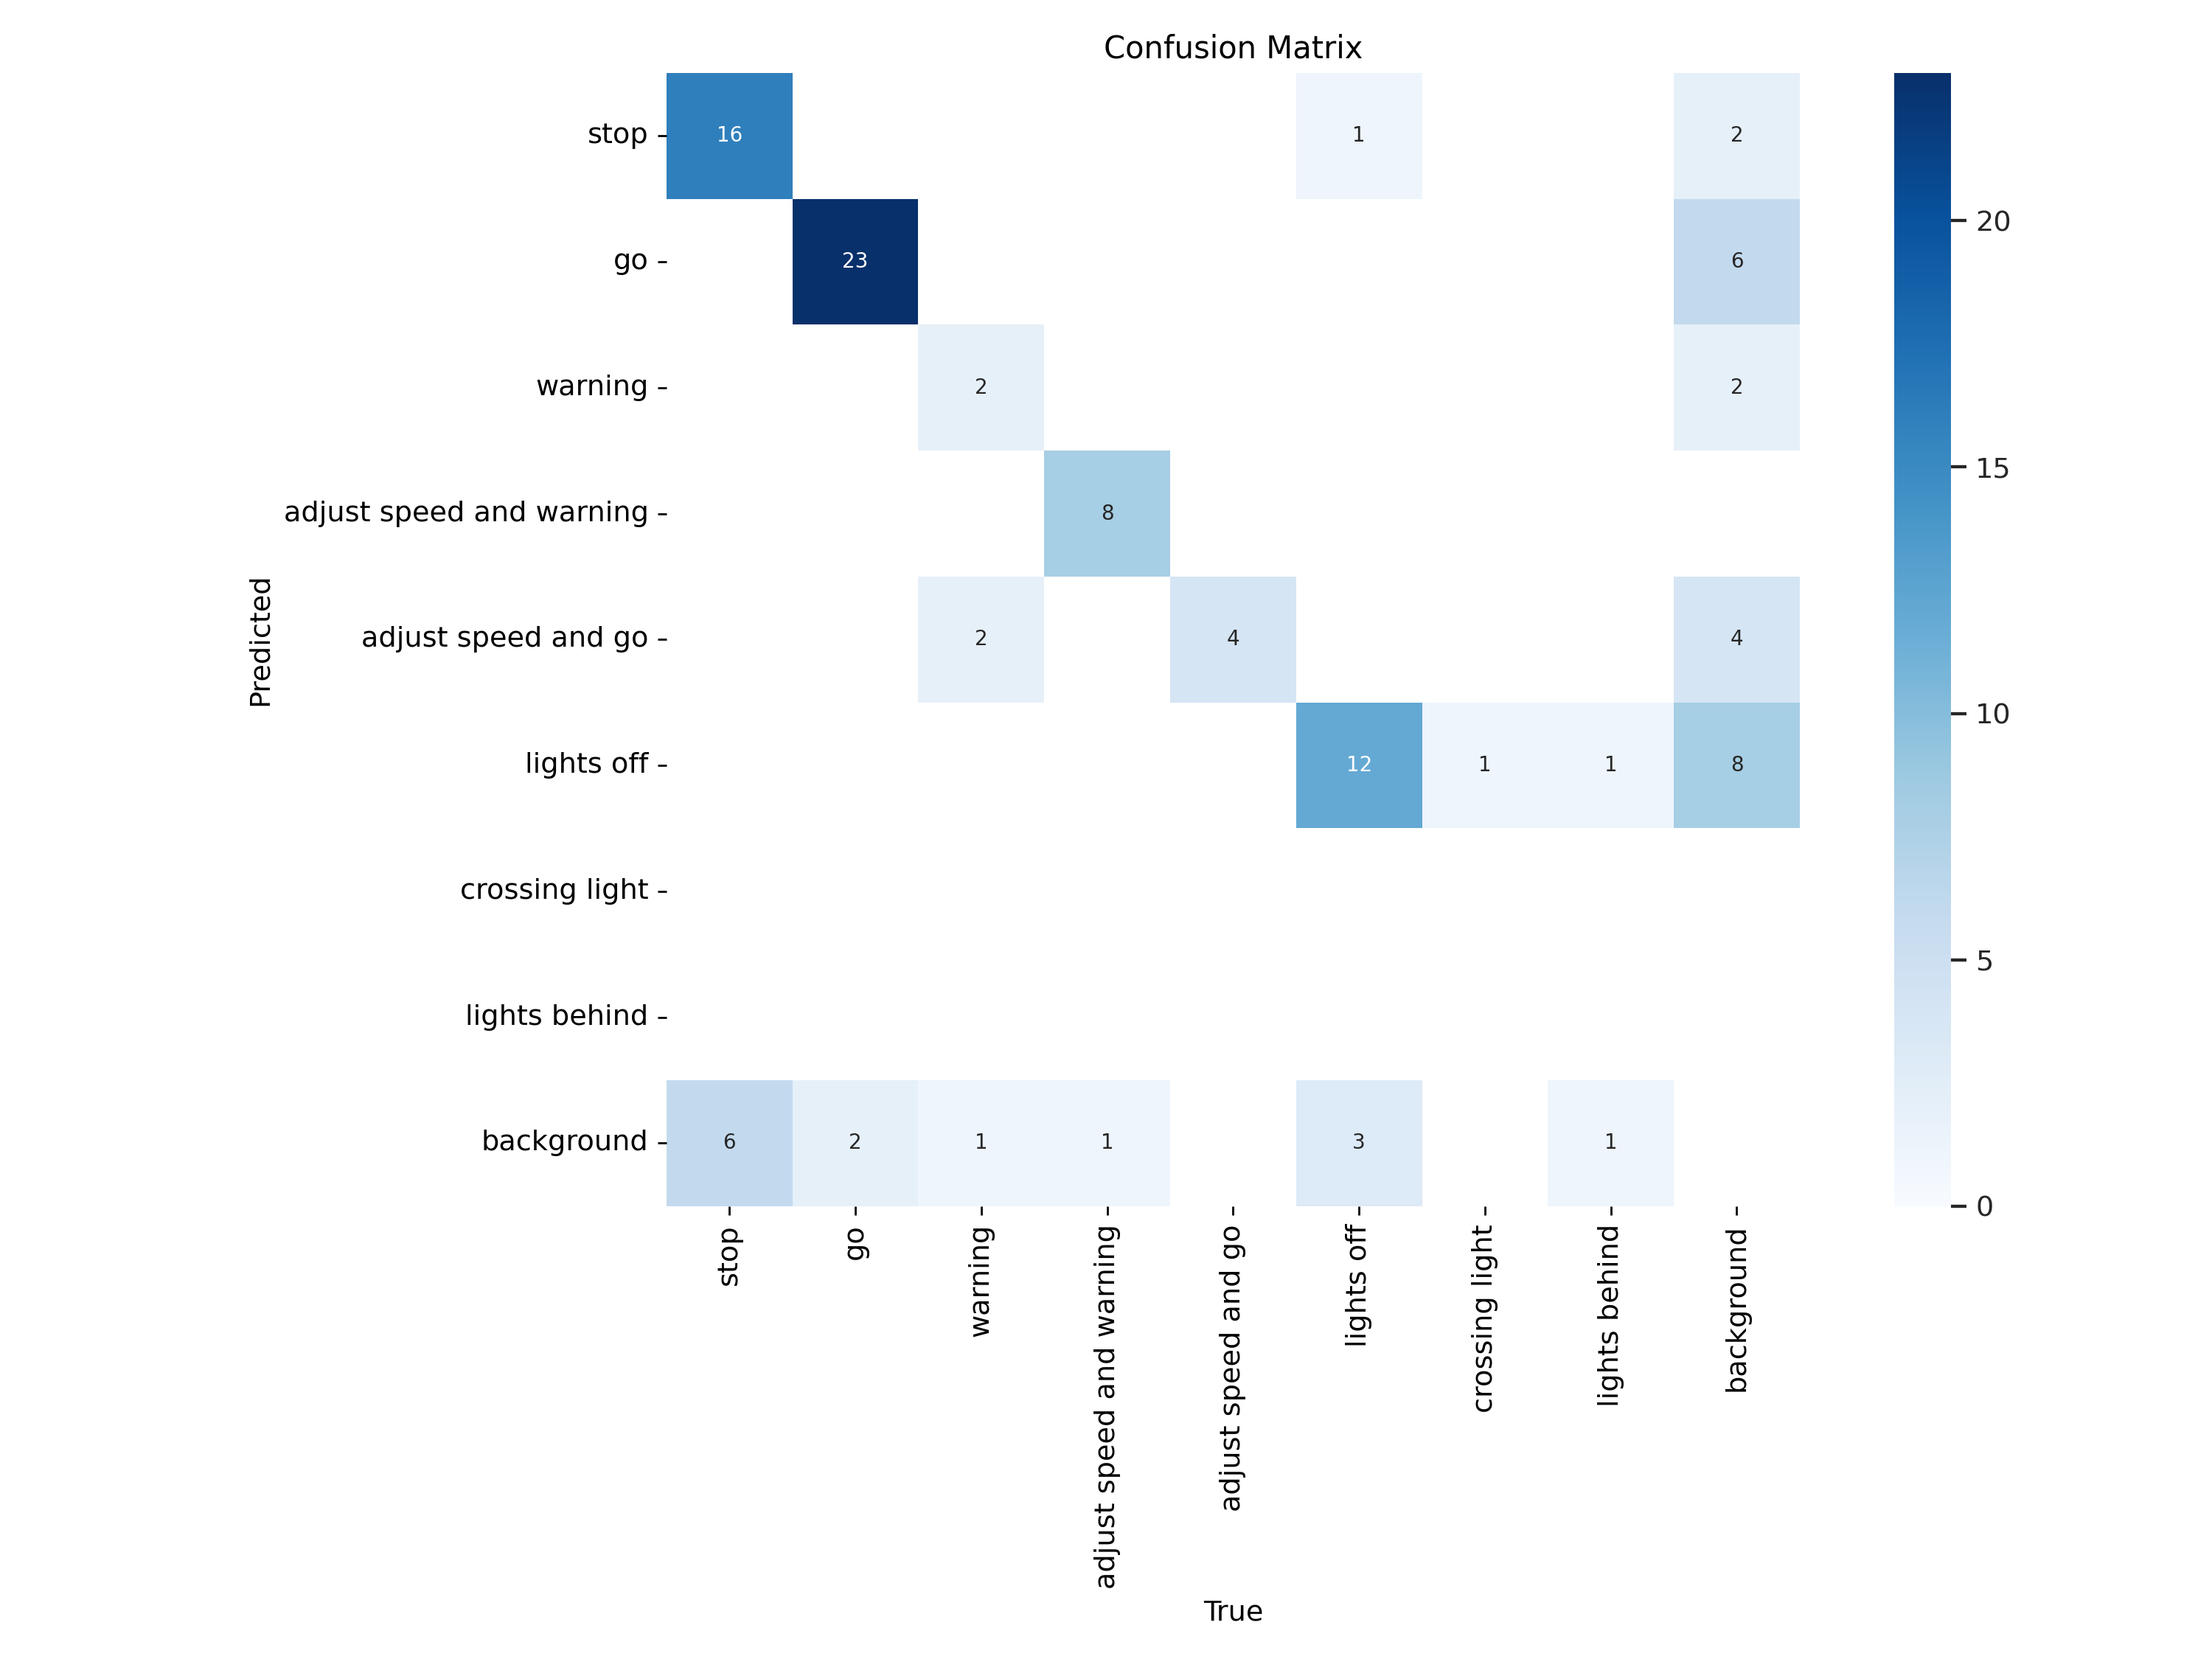 Confusion Matrix
stop
16
1
2
go
23
6
20
warning
2
2
15
adjust speed and warning
8
Predicted
adjust speed and go
2
4
4
10
lights off
12
1
1
8
crossing light
5
lights behind
background
6
2
1
1
3
1
0
stop
go
warning
adjust speed and warning
adjust speed and go
lights off
crossing light
lights behind
background
True